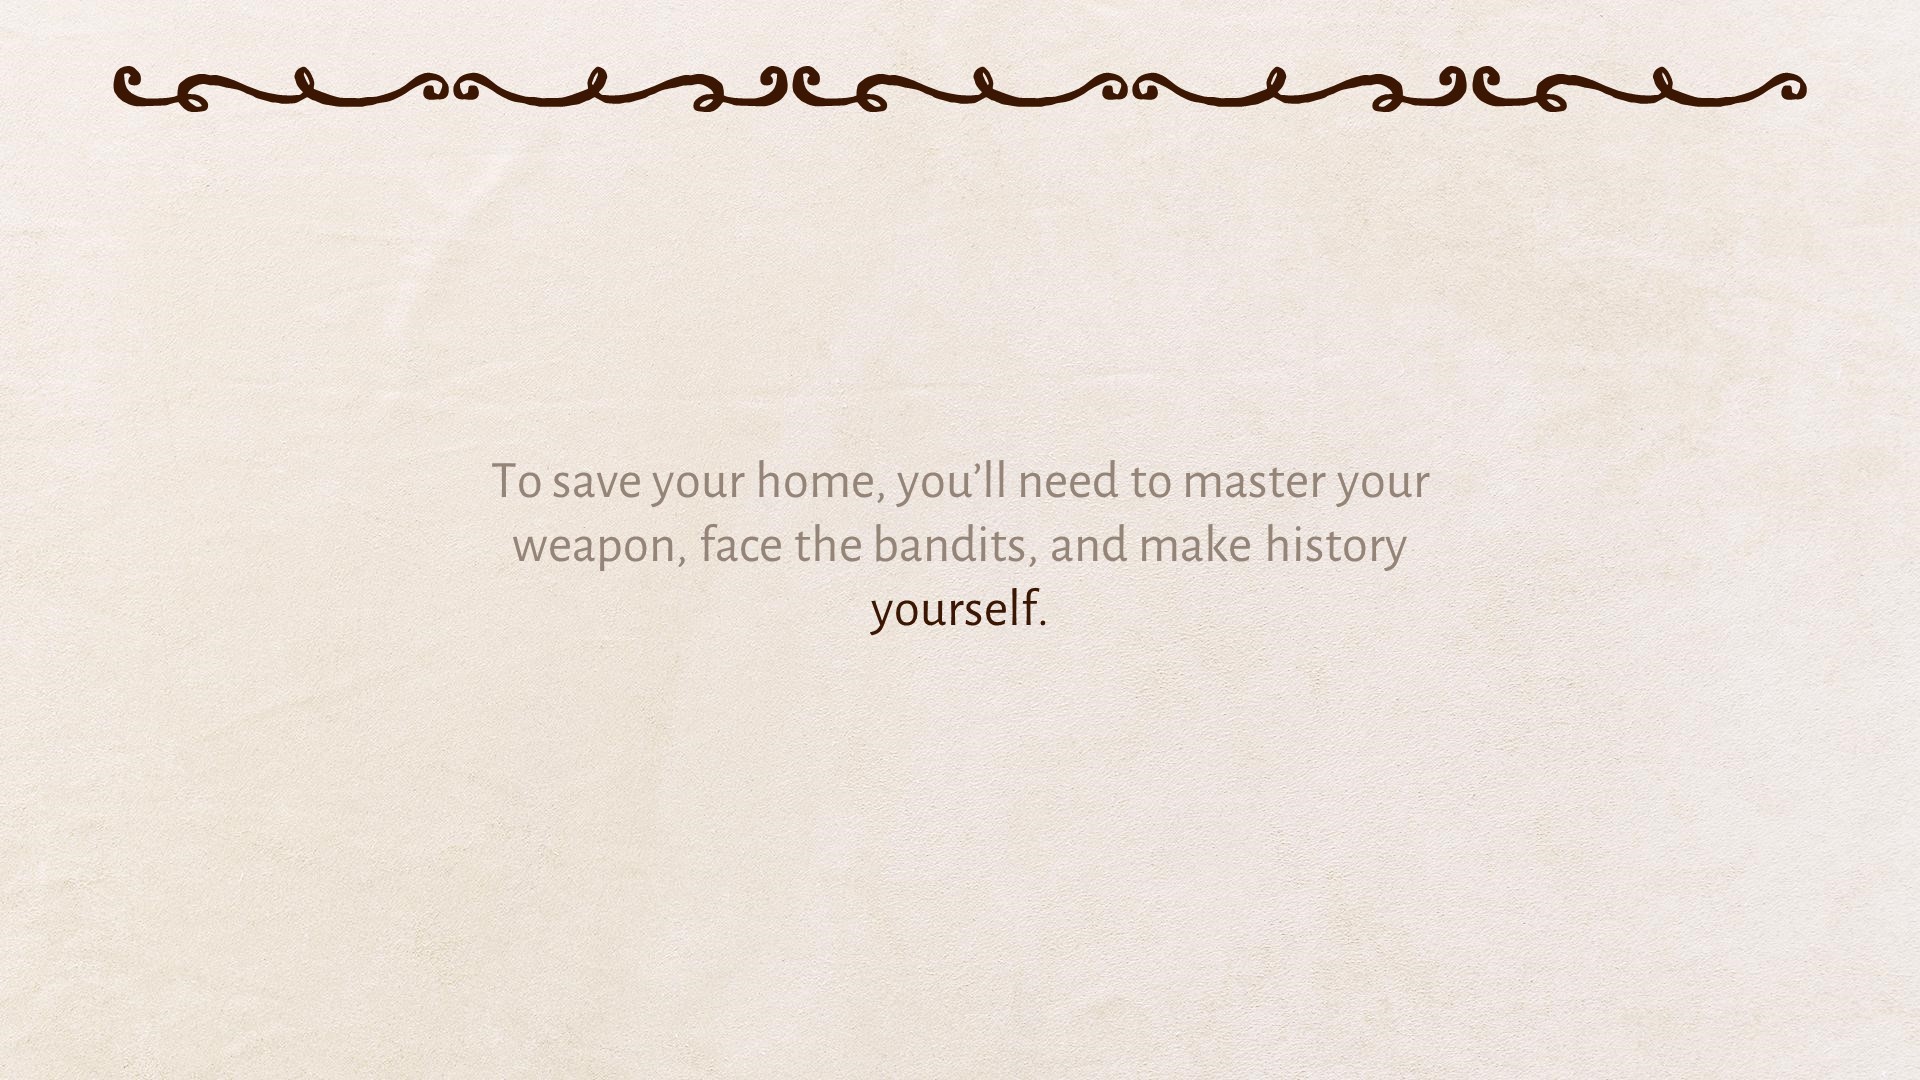 To save your home, you’ll need to master your
weapon, face the bandits, and make history
yourself.